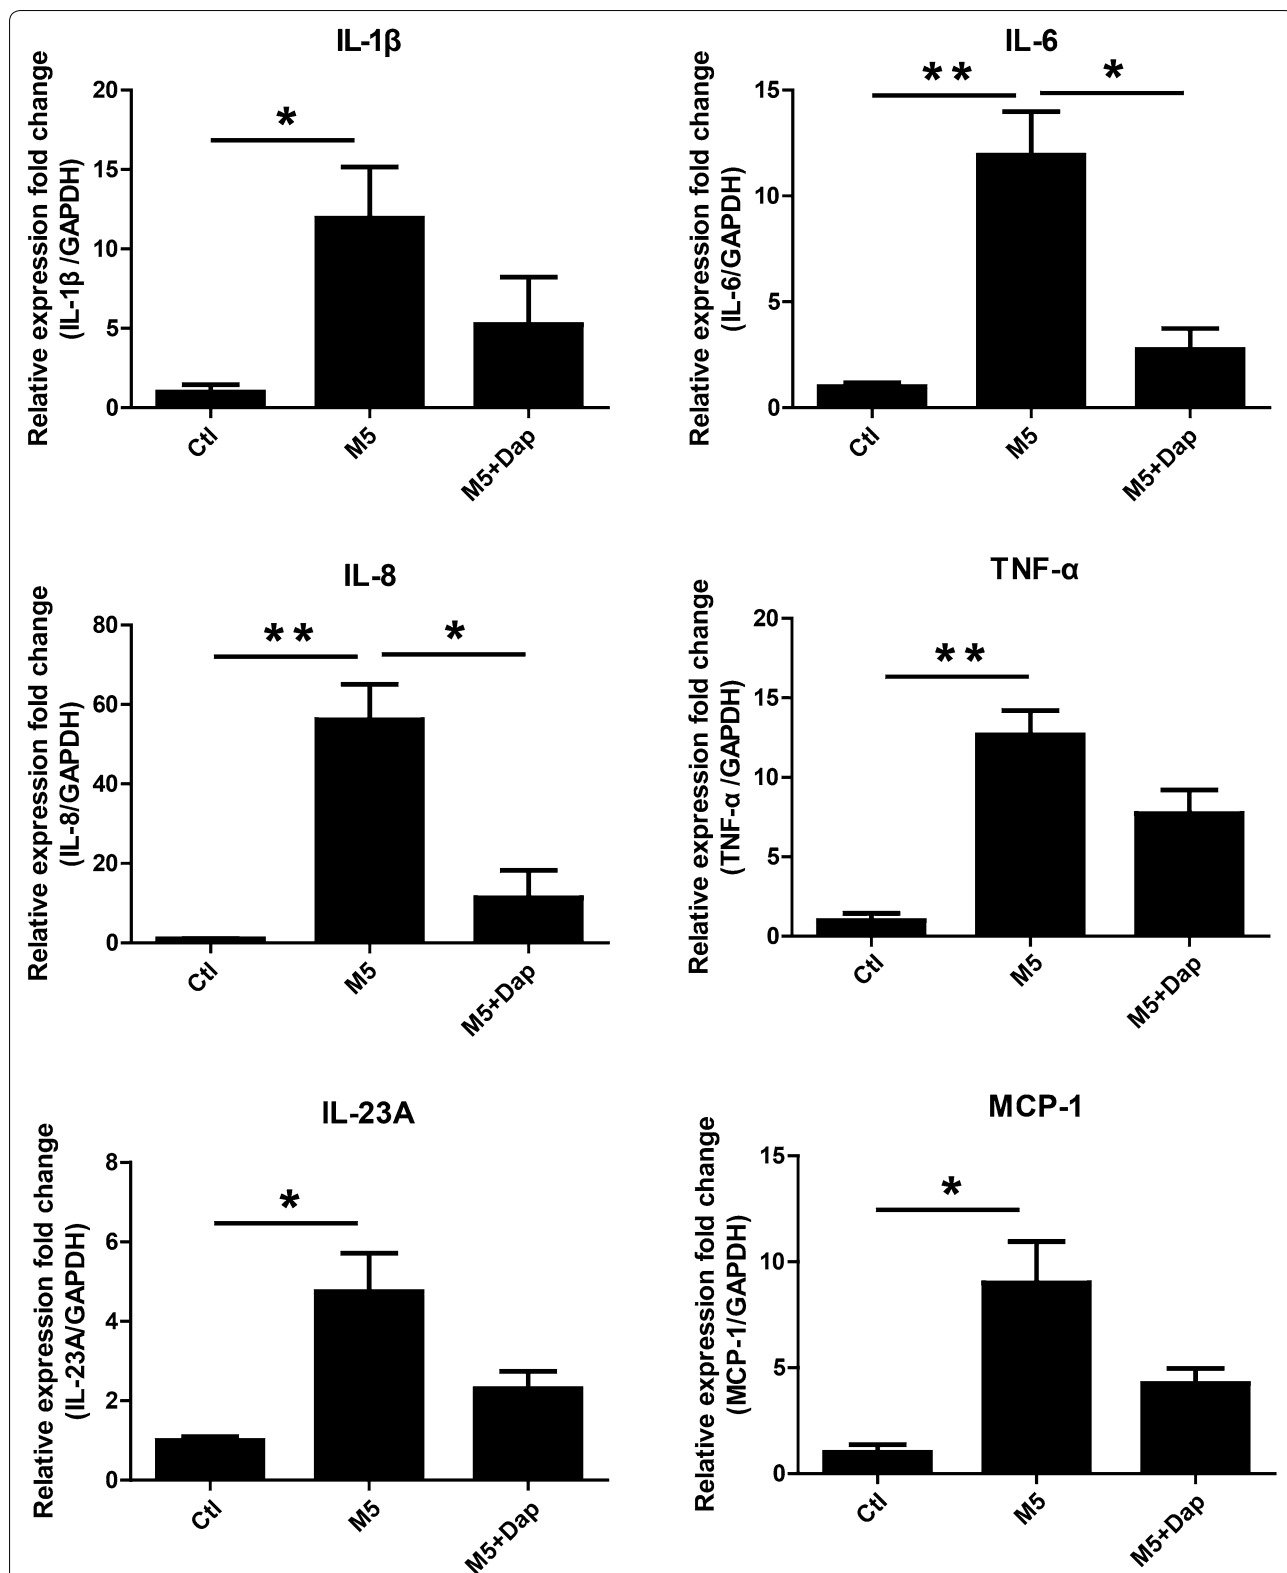 IL-1β
Relative expression fold change
(IL-1β /GAPDH)
20
15
10
5
0
*
Ctl
M5
M5+Dap
IL-6
Relative expression fold change
(IL-6/GAPDH)
15
10
5
0
** *
Ctl
M5
M5+Dap
IL-8
Relative expression fold change
(IL-8/GAPDH)
80
60
40
20
0
** *
Ctl
M5
M5+Dap
TNF-α
Relative expression fold change
(TNF-α /GAPDH)
20
15
10
5
0
**
Ctl
M5
M5+Dap
IL-23A
Relative expression fold change
(IL-23A/GAPDH)
8
6
4
2
0
*
Ctl
M5
M5+Dap
MCP-1
Relative expression fold change
(MCP-1/GAPDH)
15
10
5
0
*
Ctl
M5
M5+Dap